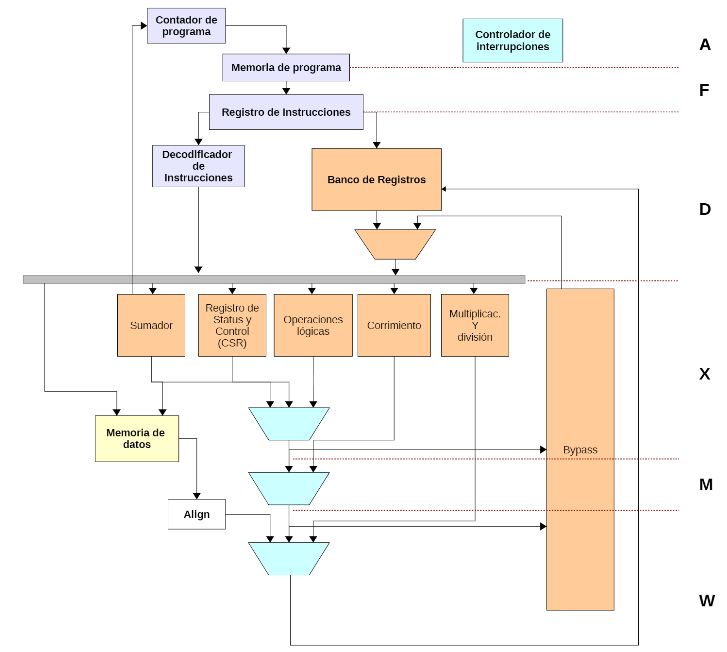 Contador de
programa
Controlador de
Interrupciones
A
Memoria de programa
F
Registro de Instrucciones
Decodificador
de
Instrucciones
Banco de Registros
D
Sumador
Registro de
Status y
Control
(CSR)
Operaciones
lógicas
Corrimiento
Multiplicac.
Y
división
X
Memoria de
datos
Bypass
M
Align
W